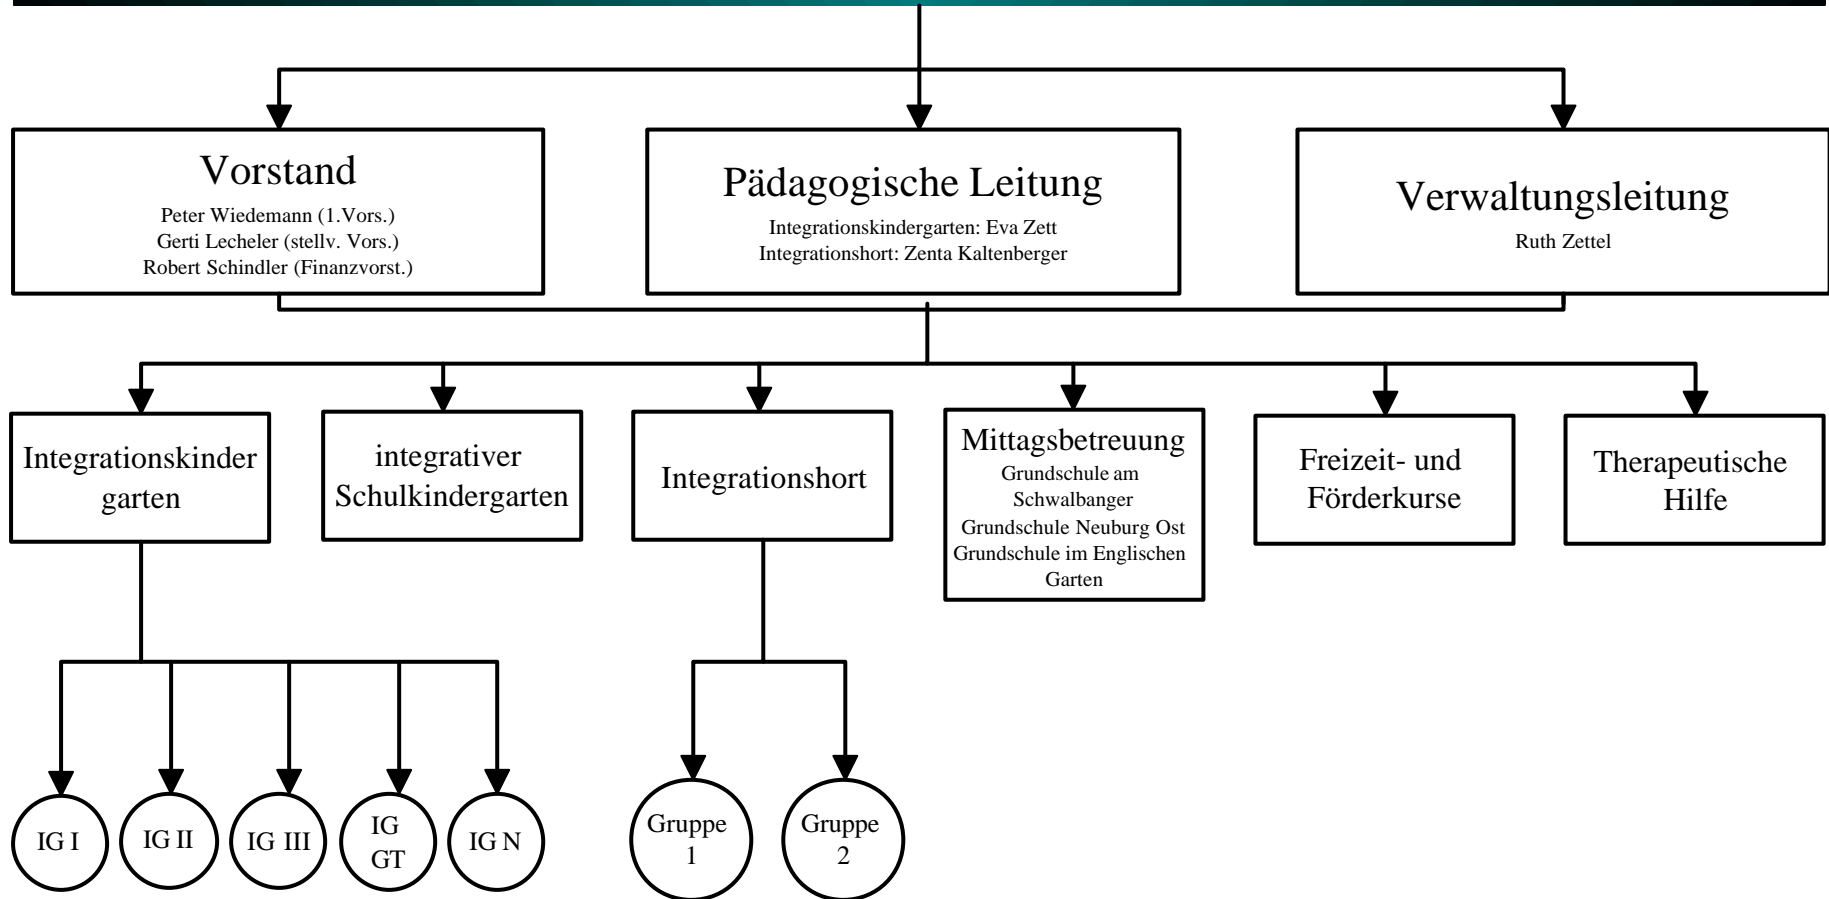 Vorstand
Peter Wiedemann (1.Vors.)
Gerti Lecheler (stellv. Vors.)
Robert Schindler (Finanzvorst.)
Pädagogische Leitung
Integrationskindergarten: Eva Zett
Integrationshort: Zenta Kaltenberger
Verwaltungsleitung
Ruth Zettel
Integrationskinder
garten
integrativer
Schulkindergarten
Integrationshort
Mittagsbetreuung
Grundschule am
Schwalbanger
Grundschule Neuburg Ost
Grundschule im Englischen
Garten
Freizeit- und
Förderkurse
Therapeutische
Hilfe
IG I
IG II
IG III
IG
GT
IG N
Gruppe
1
Gruppe
2